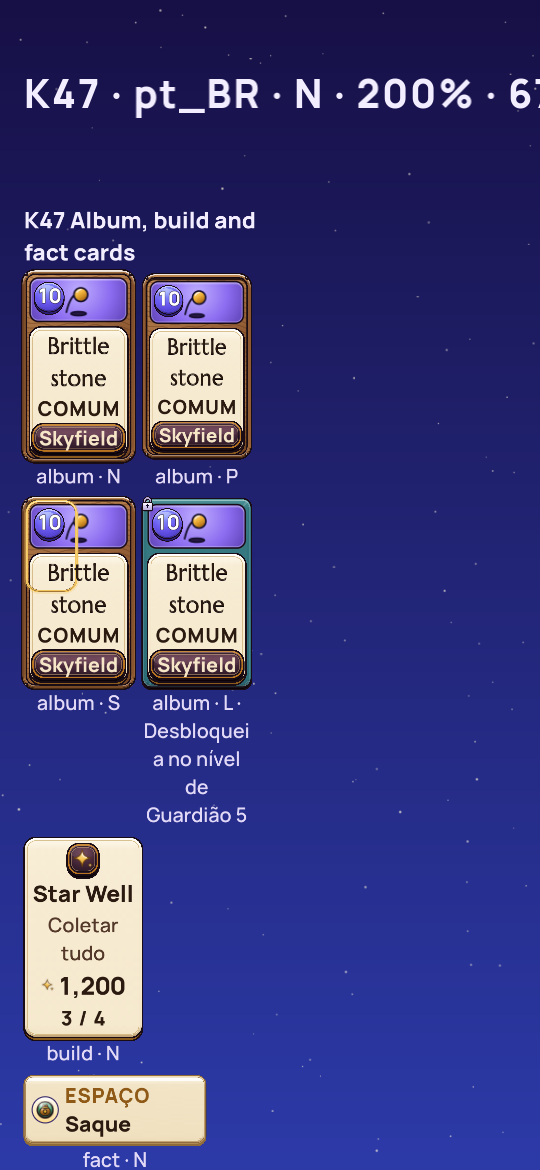 K47 · pt_BR · N · 200% · 67
K47 Album, build and
fact cards
10
Brittle
stone
COMUM
Skyfield
album · N
10
Brittle
stone
COMUM
Skyfield
album · P
10
Brittle
stone
COMUM
Skyfield
album · S
10
Brittle
stone
COMUM
Skyfield
album · L ·
Desbloquei
a no nível
de
Guardião 5
Star Well
Coletar
tudo
1,200
3 / 4
build · N
ESPAÇO
Saque
fact · N